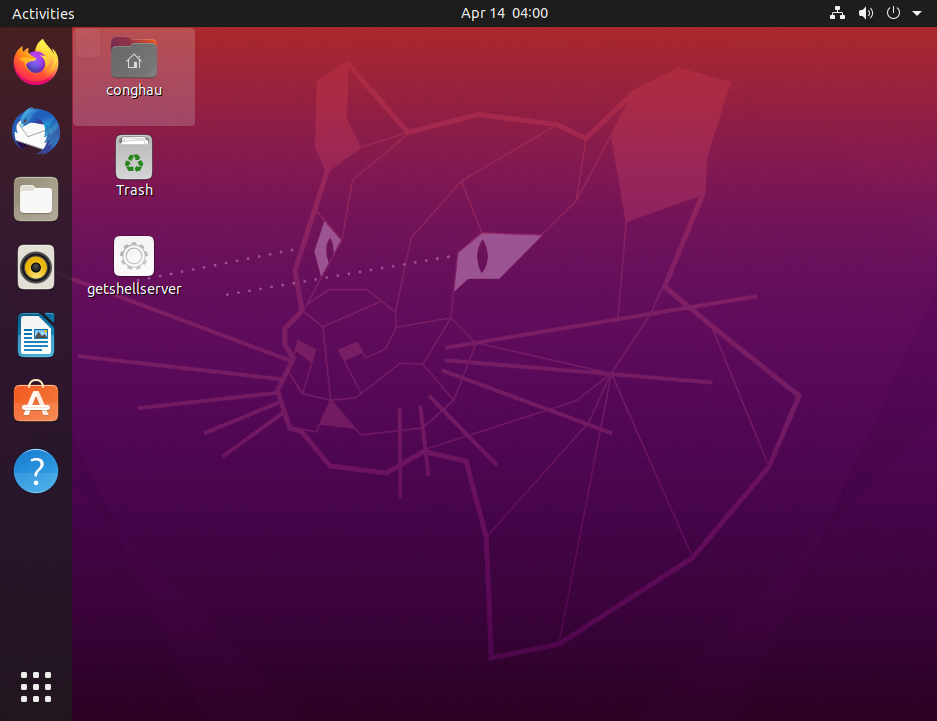 Activities
Apr 14 04:00
conghau
Trash
getshellserver